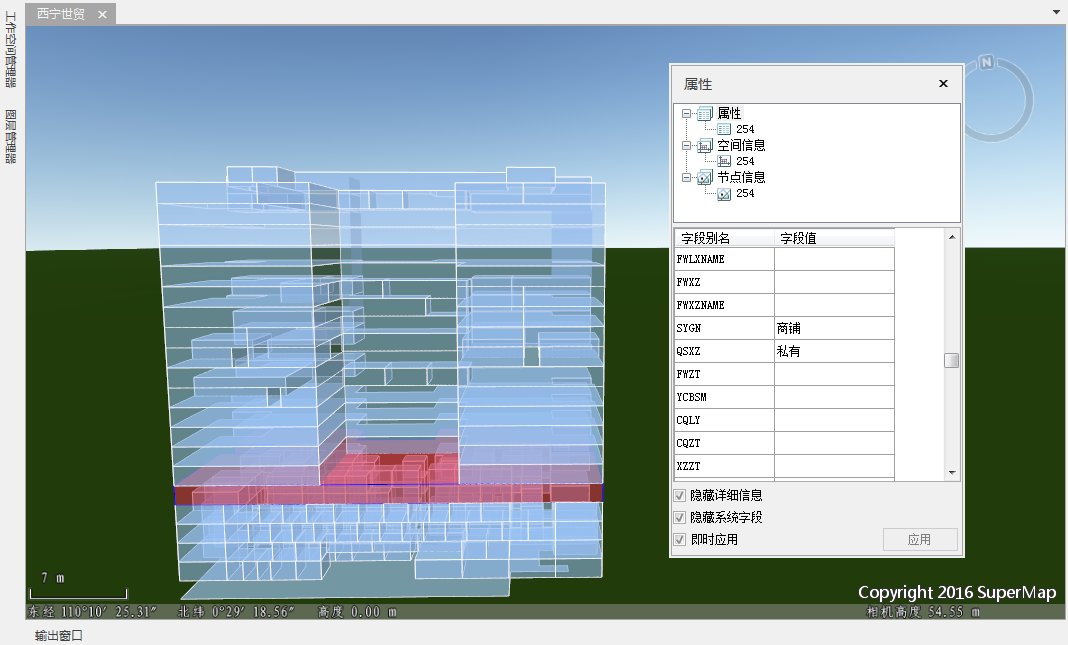 西宁世贸
工作空间管理器
图层管理器
N
属性
属性
254
空间信息
254
节点信息
254
字段别名 字段值
FWLXNAME
FWXZ
FWXZNAME
SYGN 商铺
QSXZ 私有
FWZT
YCBSM
CQLY
CQZT
XZZT
隐藏详细信息
隐藏系统字段
即时应用
应用
7 m
Copyright 2016 SuperMap
东经 110°10′ 25.31″ 北纬 0°29′ 18.56″ 高度 0.00 m 相机高度 54.55 m
输出窗口